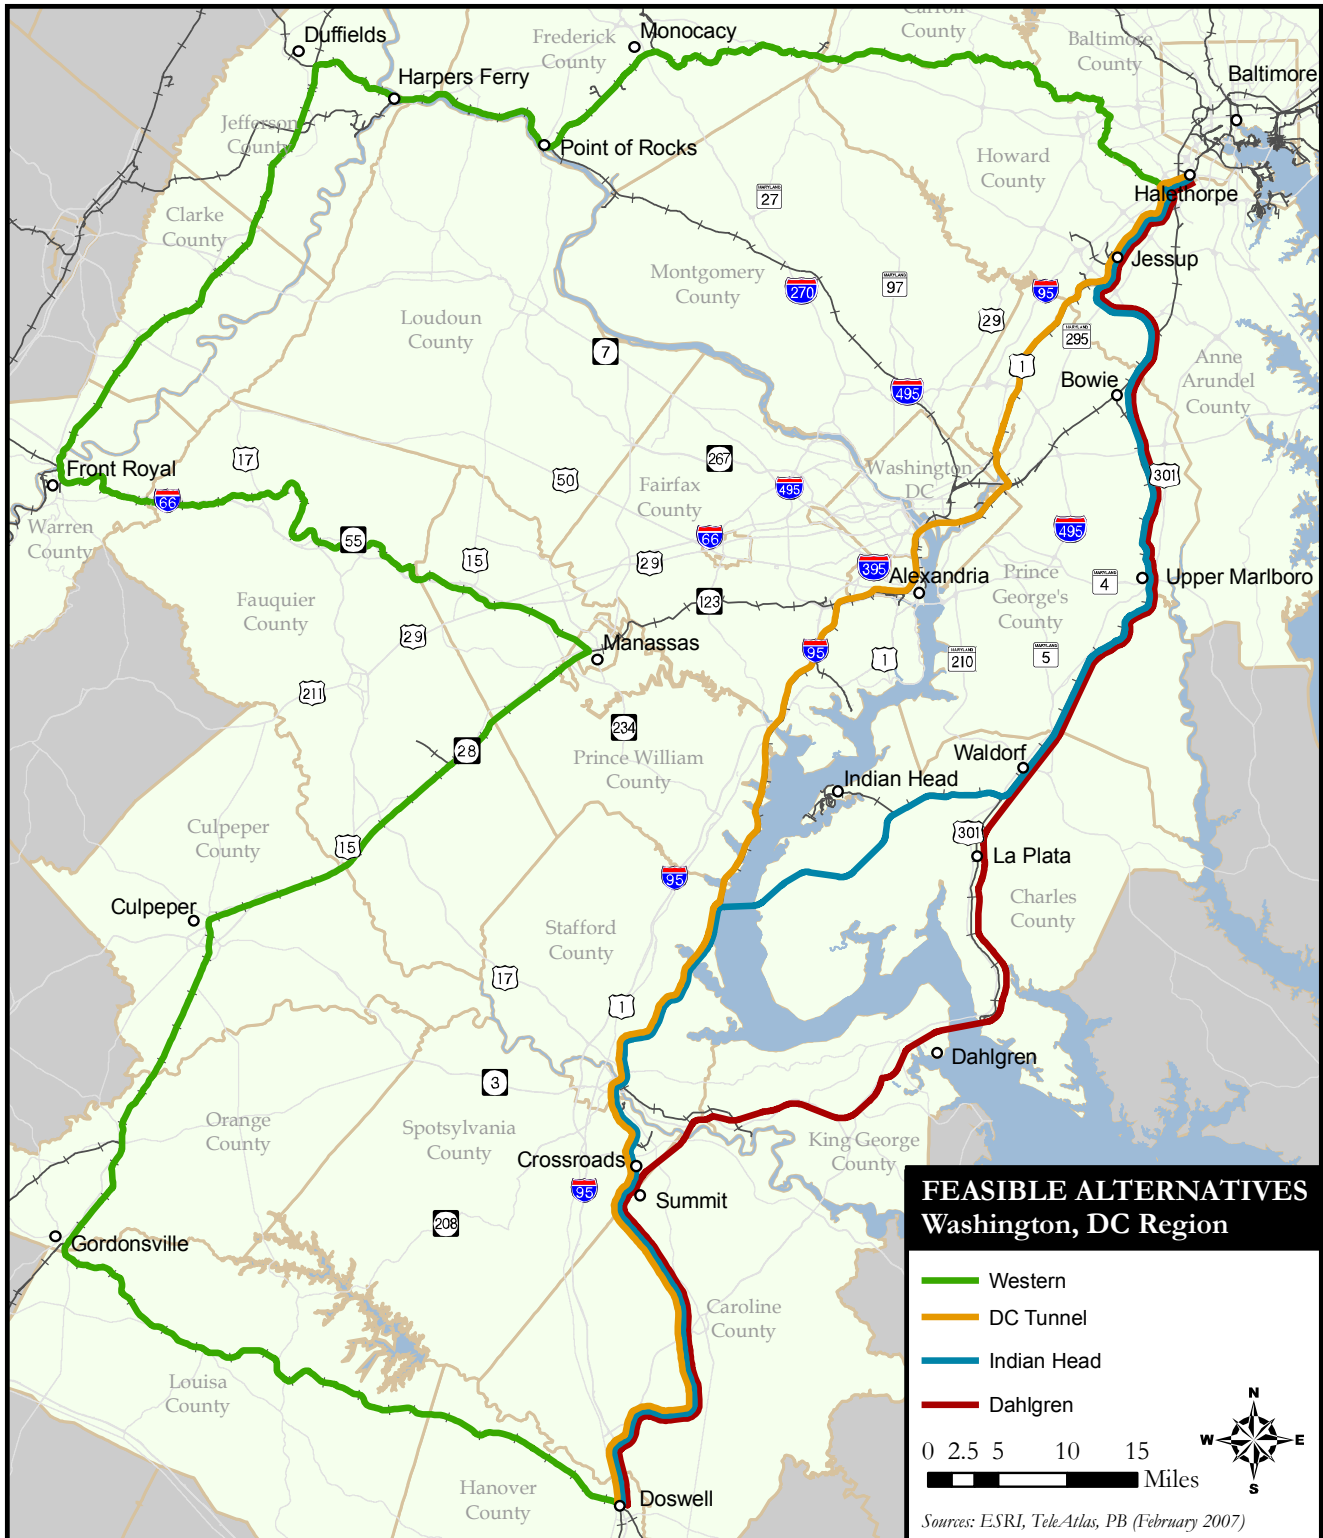 Carroll
County
Duffields
Frederick
County
Monocacy
Baltimore
County
Baltimore
Harpers Ferry
Jefferson
County
Point of Rocks
Howard
County
MARYLAND
27
Halethorpe
Clarke
County
Jessup
Montgomery
County
270
MARYLAND
97
95
29
MARYLAND
295
Loudoun
County
7
1
Anne
Arundel
County
495
Bowie
Front Royal
17
267
50
Fairfax
County
495
Washington
DC
301
66
Warren
County
55
66
495
15
29
395
Alexandria
Prince
George's
County
MARYLAND
4
Upper Marlboro
Fauquier
County
123
29
Manassas
95
1
MARYLAND
210
MARYLAND
5
211
234
28
Prince William
County
Waldorf
Indian Head
Culpeper
County
15
301
La Plata
95
Charles
County
Culpeper
Stafford
County
17
1
Dahlgren
3
Orange
County
Spotsylvania
County
King George
County
Crossroads
95
Summit
208
Gordonsville
Caroline
County
Louisa
County
Hanover
County
Doswell
FEASIBLE ALTERNATIVES
Washington, DC Region
Western
DC Tunnel
Indian Head
Dahlgren
N
W E
S
0 2.5 5 10 15
Miles
Sources: ESRI, TeleAtlas, PB (February 2007)